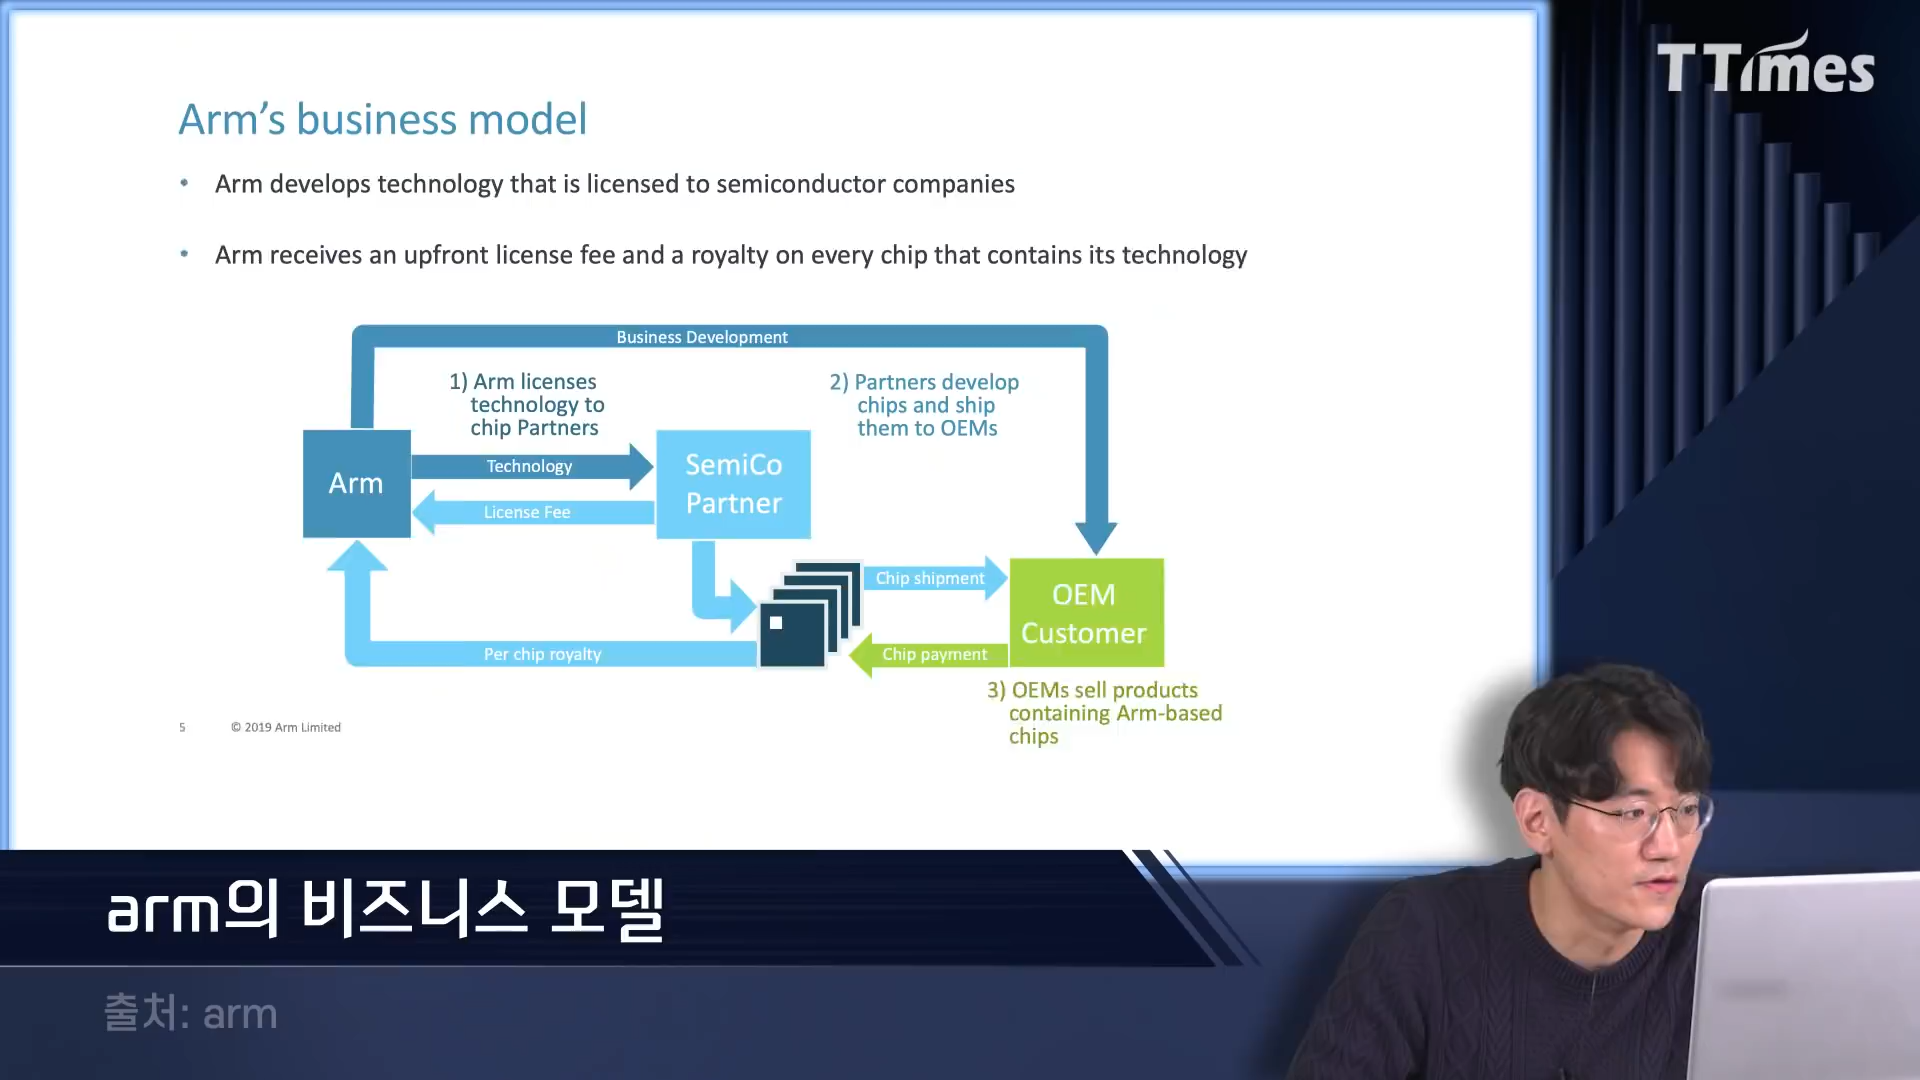 TTimes
Arm’s business model
• Arm develops technology that is licensed to semiconductor companies
• Arm receives an upfront license fee and a royalty on every chip that contains its technology
Business Development
1) Arm licenses
technology to
chip Partners
2) Partners develop
chips and ship
them to OEMs
Arm
Technology
License Fee
SemiCo
Partner
Chip shipment
OEM
Customer
Per chip royalty
Chip payment
3) OEMs sell products
containing Arm-based
chips
5 © 2019 Arm Limited
arm의 비즈니스 모델
출처: arm